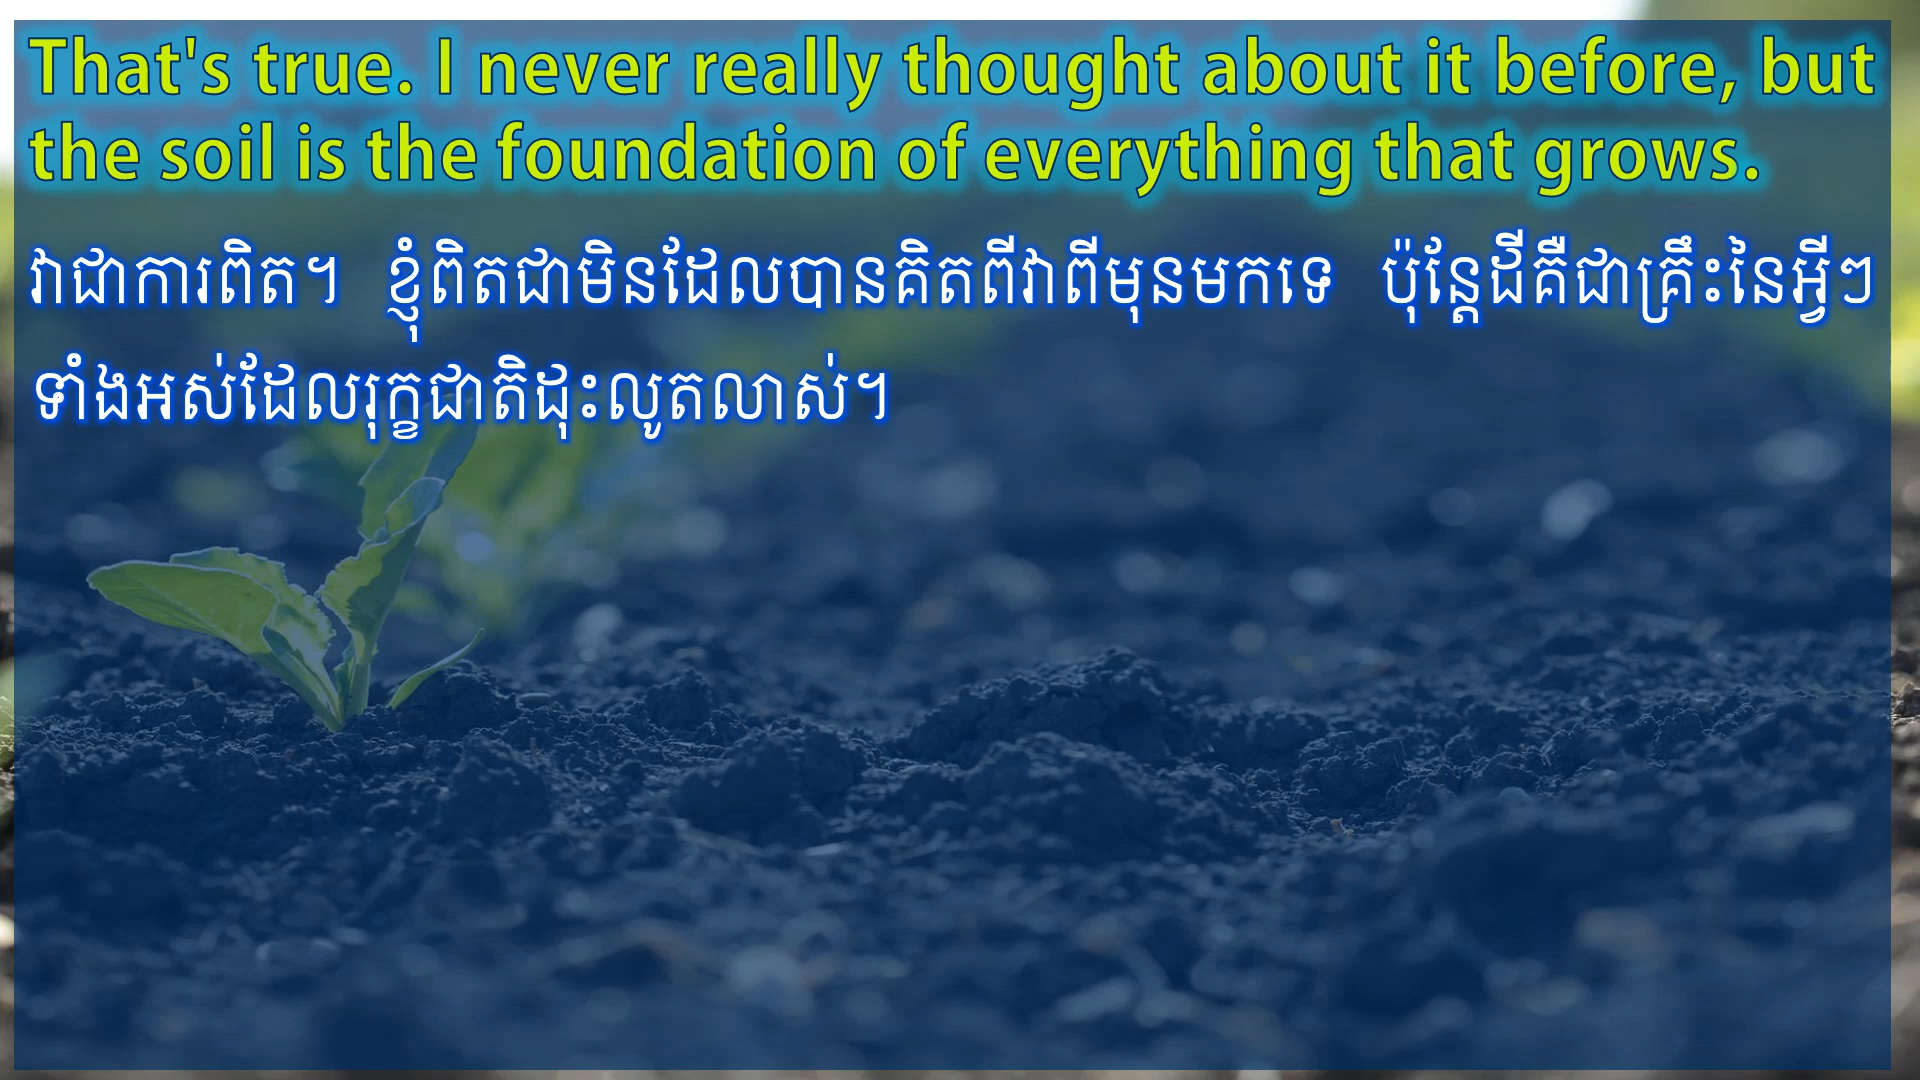 That's true. I never really thought about it before, but
the soil is the foundation of everything that grows.
វាជាការពិត។ ខ្ញុំពិតជាមិនដែលបានគិតពីវាពីមុនមកទេ ប៉ុន្តែដីគឺជាគ្រឹះនៃអ្វីៗ
ទាំងអស់ដែលរុក្ខជាតិដុះលូតលាស់។